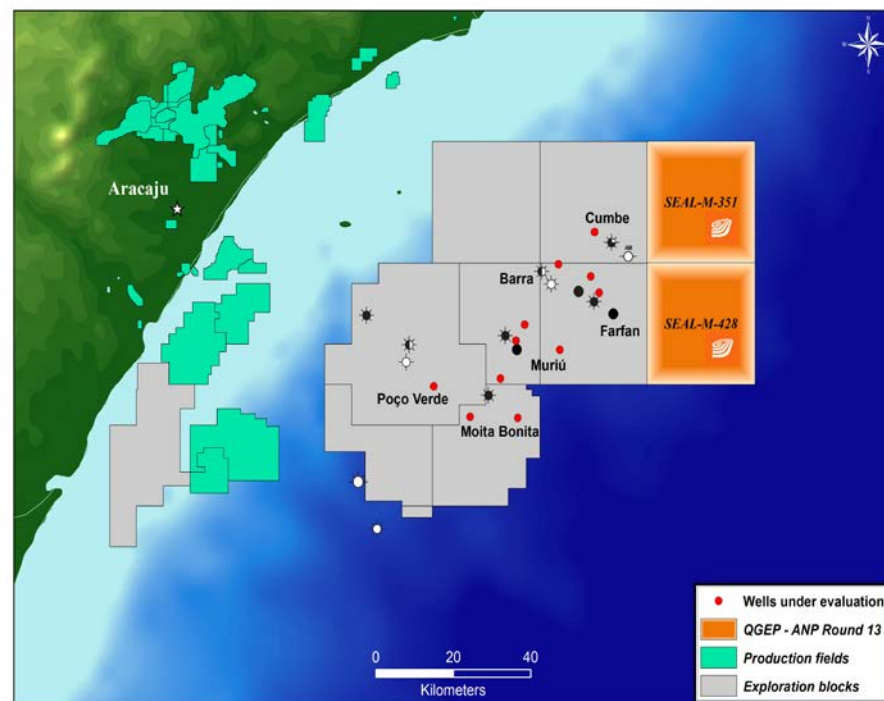 N
Aracaju
SEAL-M-351
Cumbe
Barra
SEAL-M-428
Farfan
Muriú
Poço Verde
Moita Bonita
0 20 40
Kilometers
Wells under evaluation
QGEP - ANP Round 13
Production fields
Exploration blocks